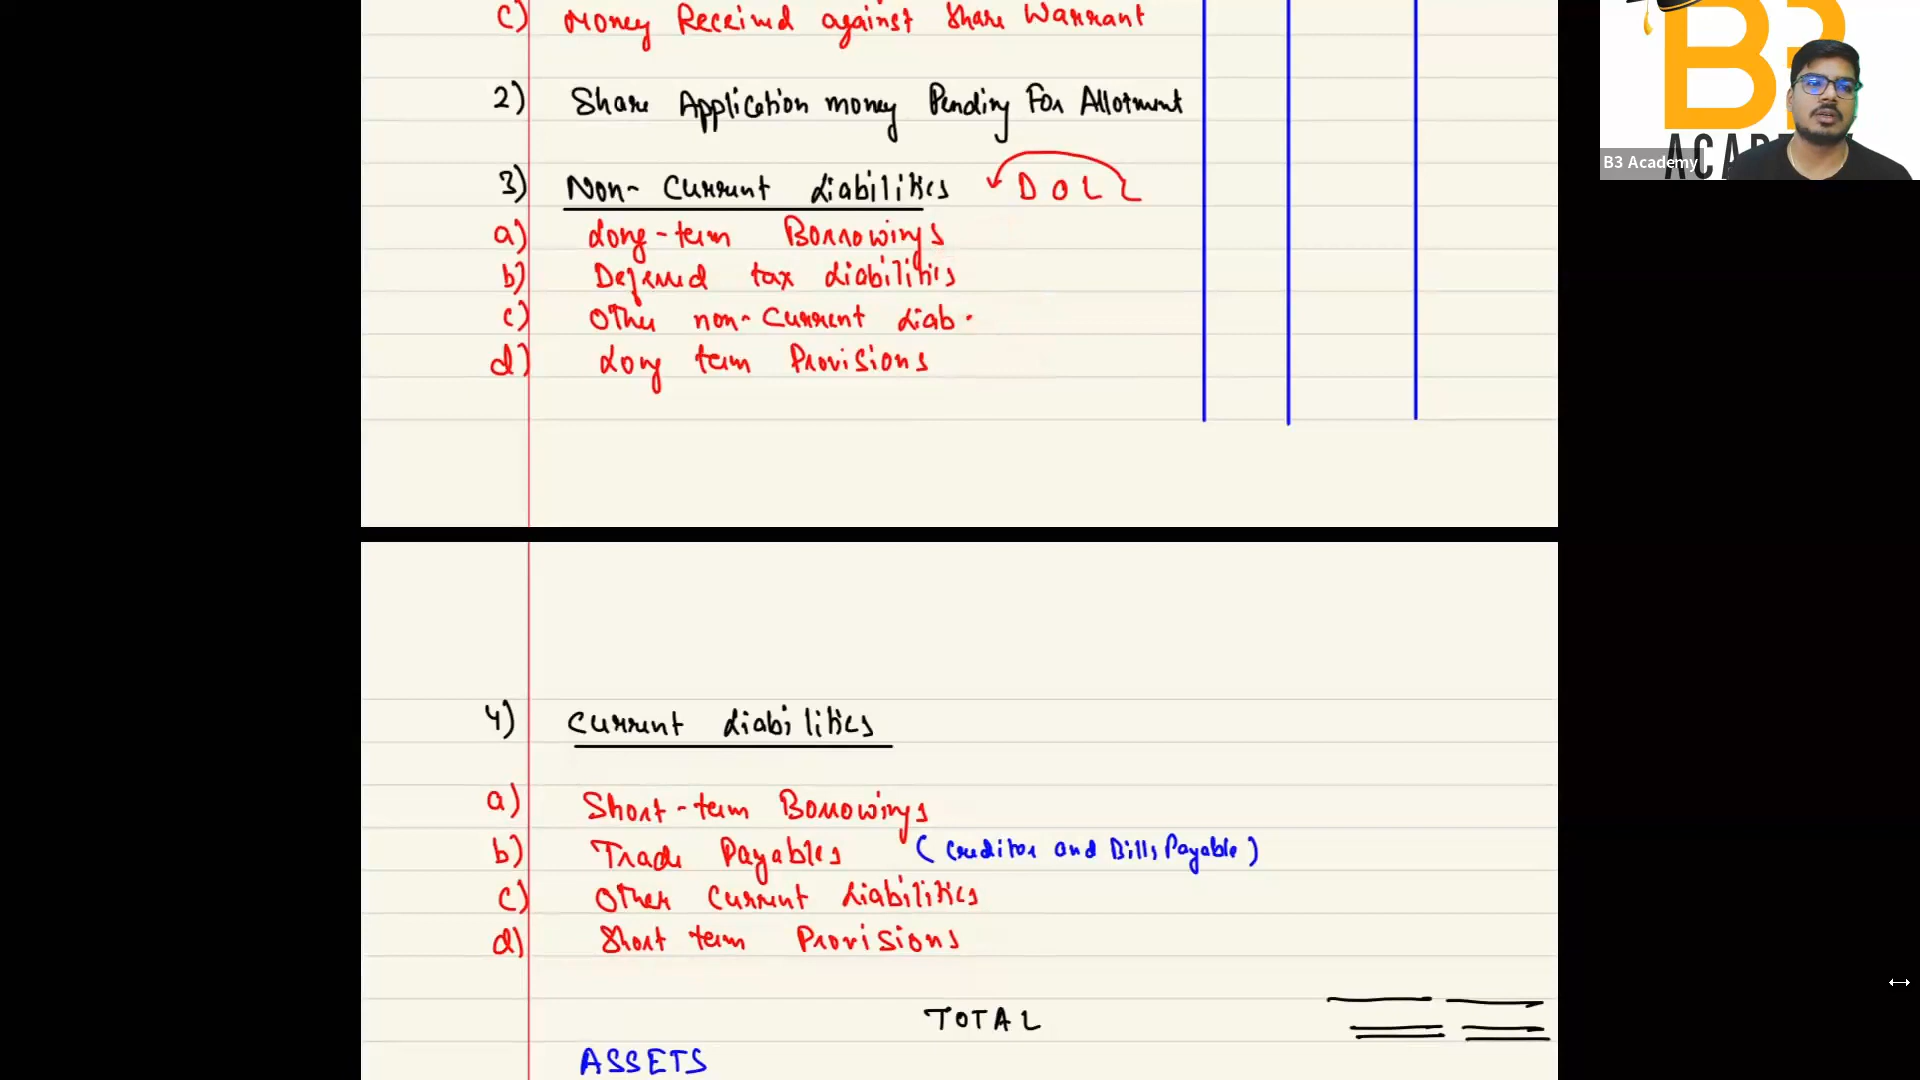 c) Money Received against Share Warrant
2) Share Application money Pending For Allotment
3) Non-Current Liabilities DOLL
a) Long-term Borrowings
b) Deferred tax Liabilities
c) Other non-Current Liab.
d) Long term Provisions
4) Current Liabilities
a) Short-term Borrowings
b) Trade Payables (Creditor and Bills Payable)
c) Other Current Liabilities
d) Short term Provisions
TOTAL
ASSETS
B3
B3 Academy